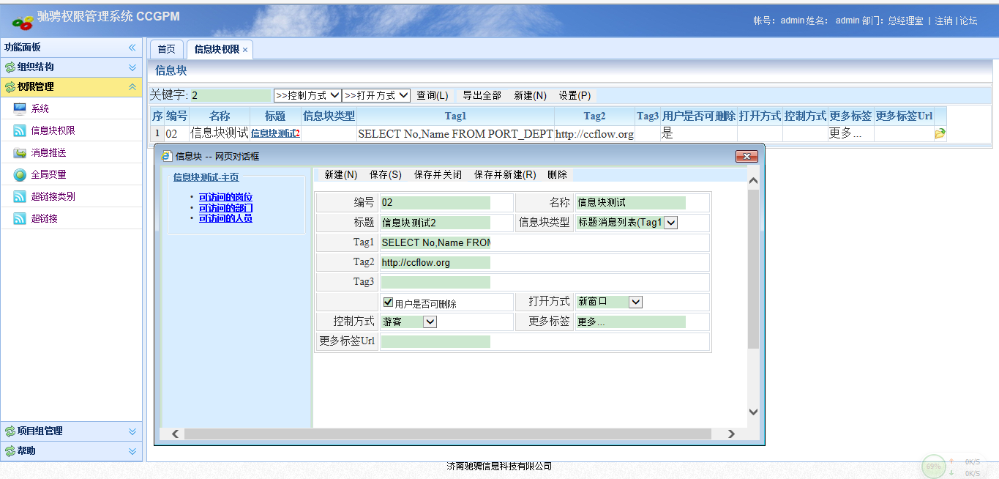 驰骋权限管理系统 CCGPM
帐号: admin 姓名: admin 部门: 总经理室 | 注销 | 论坛
功能面板
组织结构
权限管理
系统
信息块权限
消息推送
全局变量
超链接类别
超链接
项目组管理
帮助
首页 信息块权限 ×
信息块
关键字: 2 >>控制方式 >>打开方式 查询(L) 导出全部 新建(N) 设置(P)
序 编号 名称 标题 信息块类型 Tag1 Tag2 Tag3 用户是否可删除 打开方式 控制方式 更多标签 更多标签Url
1 02 信息块测试 信息块测试2 SELECT No,Name FROM PORT_DEPT http://ccflow.org 是 更多...
信息块 -- 网页对话框
信息块测试-主页
• 可访问的岗位
• 可访问的部门
• 可访问的人员
新建(N) 保存(S) 保存并关闭 保存并新建(R) 删除
编号 02 名称 信息块测试
标题 信息块测试2 信息块类型 标题消息列表(Tag1
Tag1 SELECT No,Name FROM
Tag2 http://ccflow.org
Tag3
用户是否可删除 打开方式 新窗口
控制方式 游客 更多标签 更多...
更多标签Url
济南驰骋信息科技有限公司
69% ↑ 0K/S
↓ 0K/S